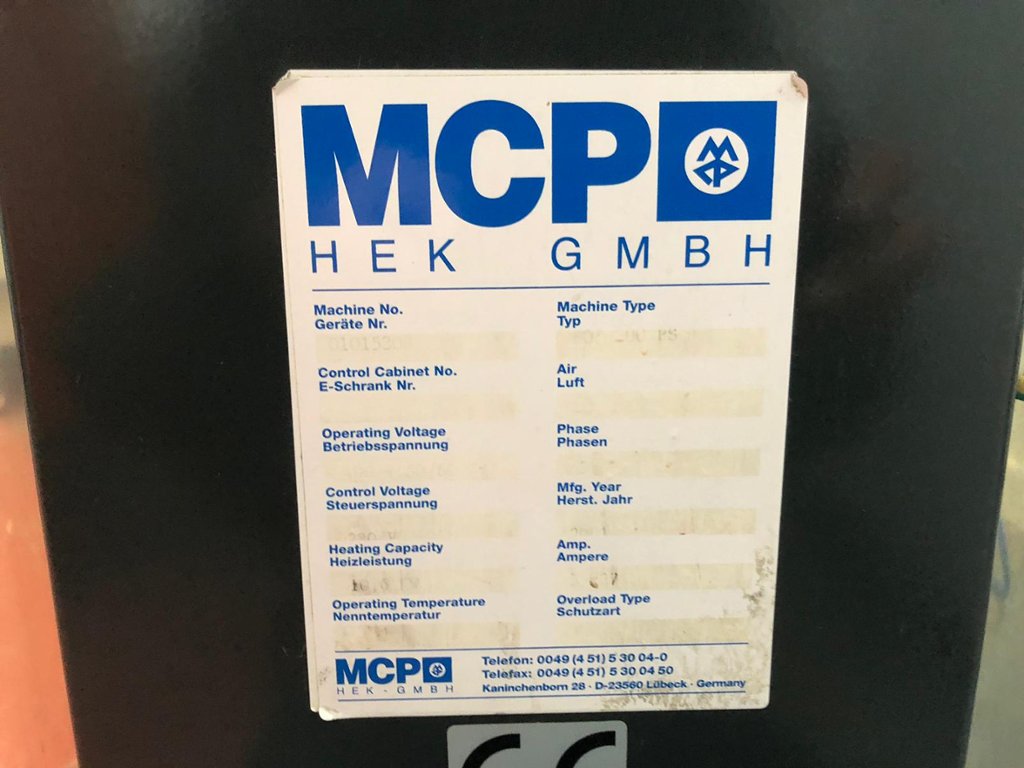 MCP
MCP
HEK GMBH
Machine No.
Geräte Nr.
Machine Type
Typ
Control Cabinet No.
E-Schrank Nr.
Air
Luft
Operating Voltage
Betriebsspannung
Phase
Phasen
Control Voltage
Steuerspannung
Mfg. Year
Herst. Jahr
Heating Capacity
Heizleistung
Amp.
Ampere
Operating Temperature
Nenntemperatur
Overload Type
Schutzart
MCP
HEK-GMBH
Telefon: 0049 (4 51) 5 30 04-0
Telefax: 0049 (4 51) 5 30 04 50
Kaninchenborn 28 · D-23560 Lübeck · Germany
CE